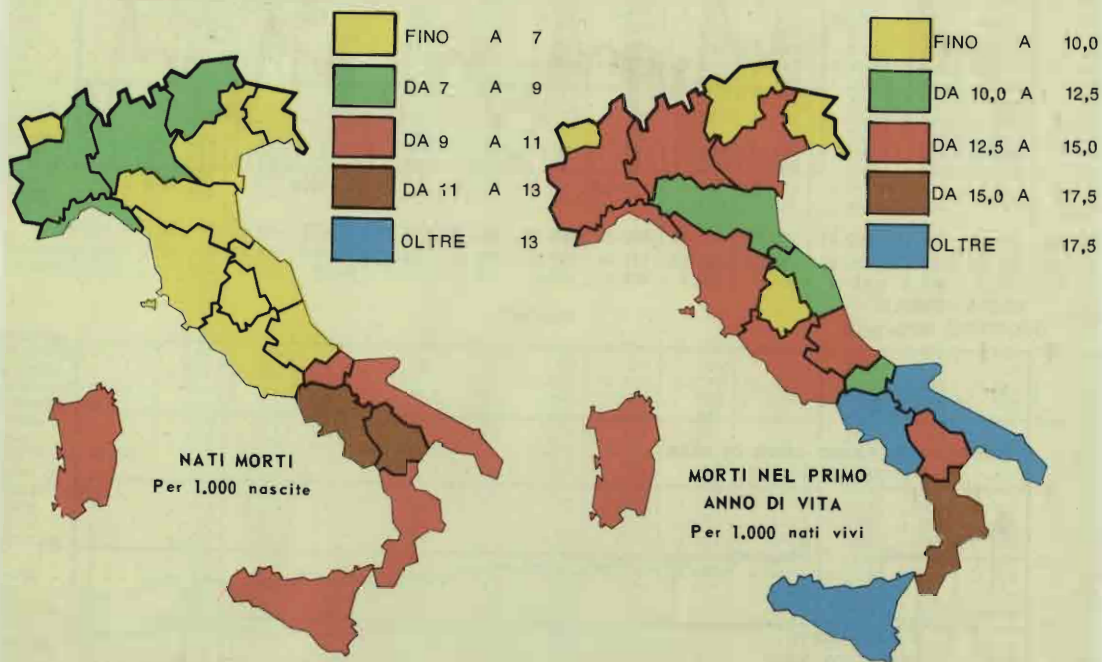 FINO A 7
DA 7 A 9
DA 9 A 11
DA 11 A 13
OLTRE 13
NATI MORTI
Per 1.000 nascite
FINO A 10,0
DA 10,0 A 12,5
DA 12,5 A 15,0
DA 15,0 A 17,5
OLTRE 17,5
MORTI NEL PRIMO
ANNO DI VITA
Per 1.000 nati vivi